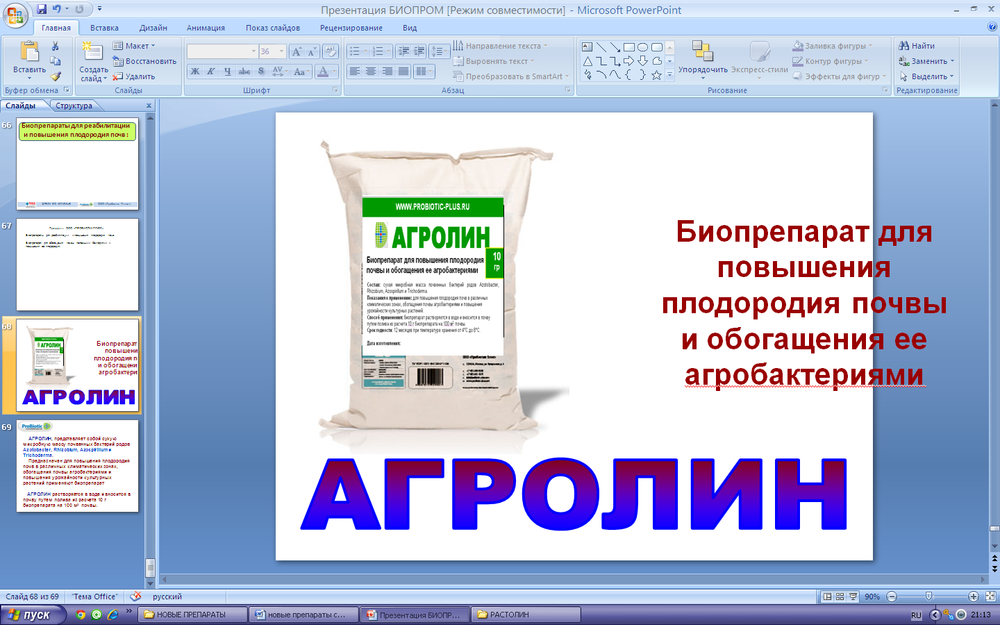 Презентация БИОПРОМ [Режим совместимости] - Microsoft PowerPoint
Главная Вставка Дизайн Анимация Показ слайдов Рецензирование Вид
Вставить
Буфер обмена
Создать слайд
Макет
Восстановить
Удалить
Слайды
36
Ж К Ч abc S AV Aa A
Шрифт
Направление текста
Выровнять текст
Преобразовать в SmartArt
Абзац
Упорядочить
Экспресс-стили
Заливка фигуры
Контур фигуры
Эффекты для фигур
Рисование
Найти
Заменить
Выделить
Редактирование
Слайды Структура
66
Биопрепараты для реабилитации
и повышения плодородия почв :
67
68
WWW.PROBIOTIC-PLUS.RU
АГРОЛИН
Биопрепарат
повышени
плодородия п
и обогащени
агробактери
АГРОЛИН
69
ProBiotic
АГРОЛИН, представляет собой сухую
микробную массу почвенных бактерий родов
Azotobacter, Rhizobium, Azospirillum и
Trichoderma.
Предназначен для повышения плодородия
почв в различных климатических зонах,
обогащения почвы агробактериями и
повышения урожайности культурных
растений применяют биопрепарат
АГРОЛИН растворяется в воде и вносится в
почву путем полива из расчета 10 г
биопрепарата на 100 м² почвы.
WWW.PROBIOTIC-PLUS.RU
АГРОЛИН
10
гр
Биопрепарат для повышения плодородия
почвы и обогащения ее агробактериями
Состав: сухая микробная масса почвенных бактерий родов Azotobacter,
Rhizobium, Azospirillum и Trichoderma.
Показания к применению: для повышения плодородия почв в различных
климатических зонах, обогащения почвы агробактериями и повышения
урожайности культурных растений.
Способ применения: биопрепарат растворяется в воде и вносится в почву
путем полива из расчета 10 г биопрепарата на 100 м² почвы.
Срок годности: 12 месяцев при температуре хранения от 4°С до 8°С.
Дата изготовления:
Биопрепарат для
повышения
плодородия почвы
и обогащения ее
агробактериями
АГРОЛИН
Слайд 68 из 69 "Тема Office" русский 90%
пуск НОВЫЕ ПРЕПАРАТЫ новые препараты с... Презентация БИОПР... РАСТОЛИН RU 21:13